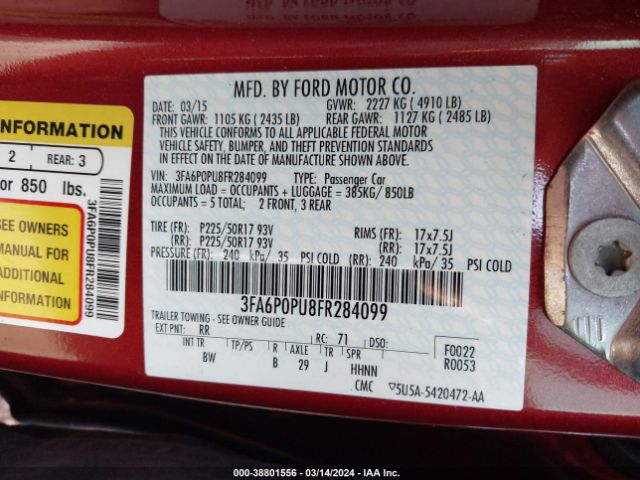 MFD. BY FORD MOTOR CO.
DATE: 03/15 GVWR: 2227 KG ( 4910 LB)
FRONT GAWR: 1105 KG ( 2435 LB) REAR GAWR: 1127 KG ( 2485 LB)
THIS VEHICLE CONFORMS TO ALL APPLICABLE FEDERAL MOTOR
VEHICLE SAFETY, BUMPER, AND THEFT PREVENTION STANDARDS
IN EFFECT ON THE DATE OF MANUFACTURE SHOWN ABOVE.
VIN: 3FA6P0PU8FR284099 TYPE: Passenger Car
MAXIMUM LOAD = OCCUPANTS + LUGGAGE = 385KG/ 850LB
OCCUPANTS = 5 TOTAL; 2 FRONT, 3 REAR
TIRE (FR): P225/50R17 93V RIMS (FR): 17x7.5J
(RR): P225/50R17 93V (RR): 17x7.5J
PRESSURE (FR): 240 kPa/ 35 PSI COLD (RR): 240 kPa/ 35 PSI COLD
3FA6P0PU8FR284099
TRAILER TOWING - SEE OWNER GUIDE
EXT PNT: RR RC: 71 DSO:
INT TR TP/PS R AXLE TR SPR
BW B 29 J HHNN
F0022
R0053
CMC 5U5A-5420472-AA
INFORMATION
2 REAR: 3
or 850 lbs.
SEE OWNERS
MANUAL FOR
ADDITIONAL
INFORMATION
3FA6P0PU8FR284099
000-38801556 - 03/14/2024 - IAA Inc.